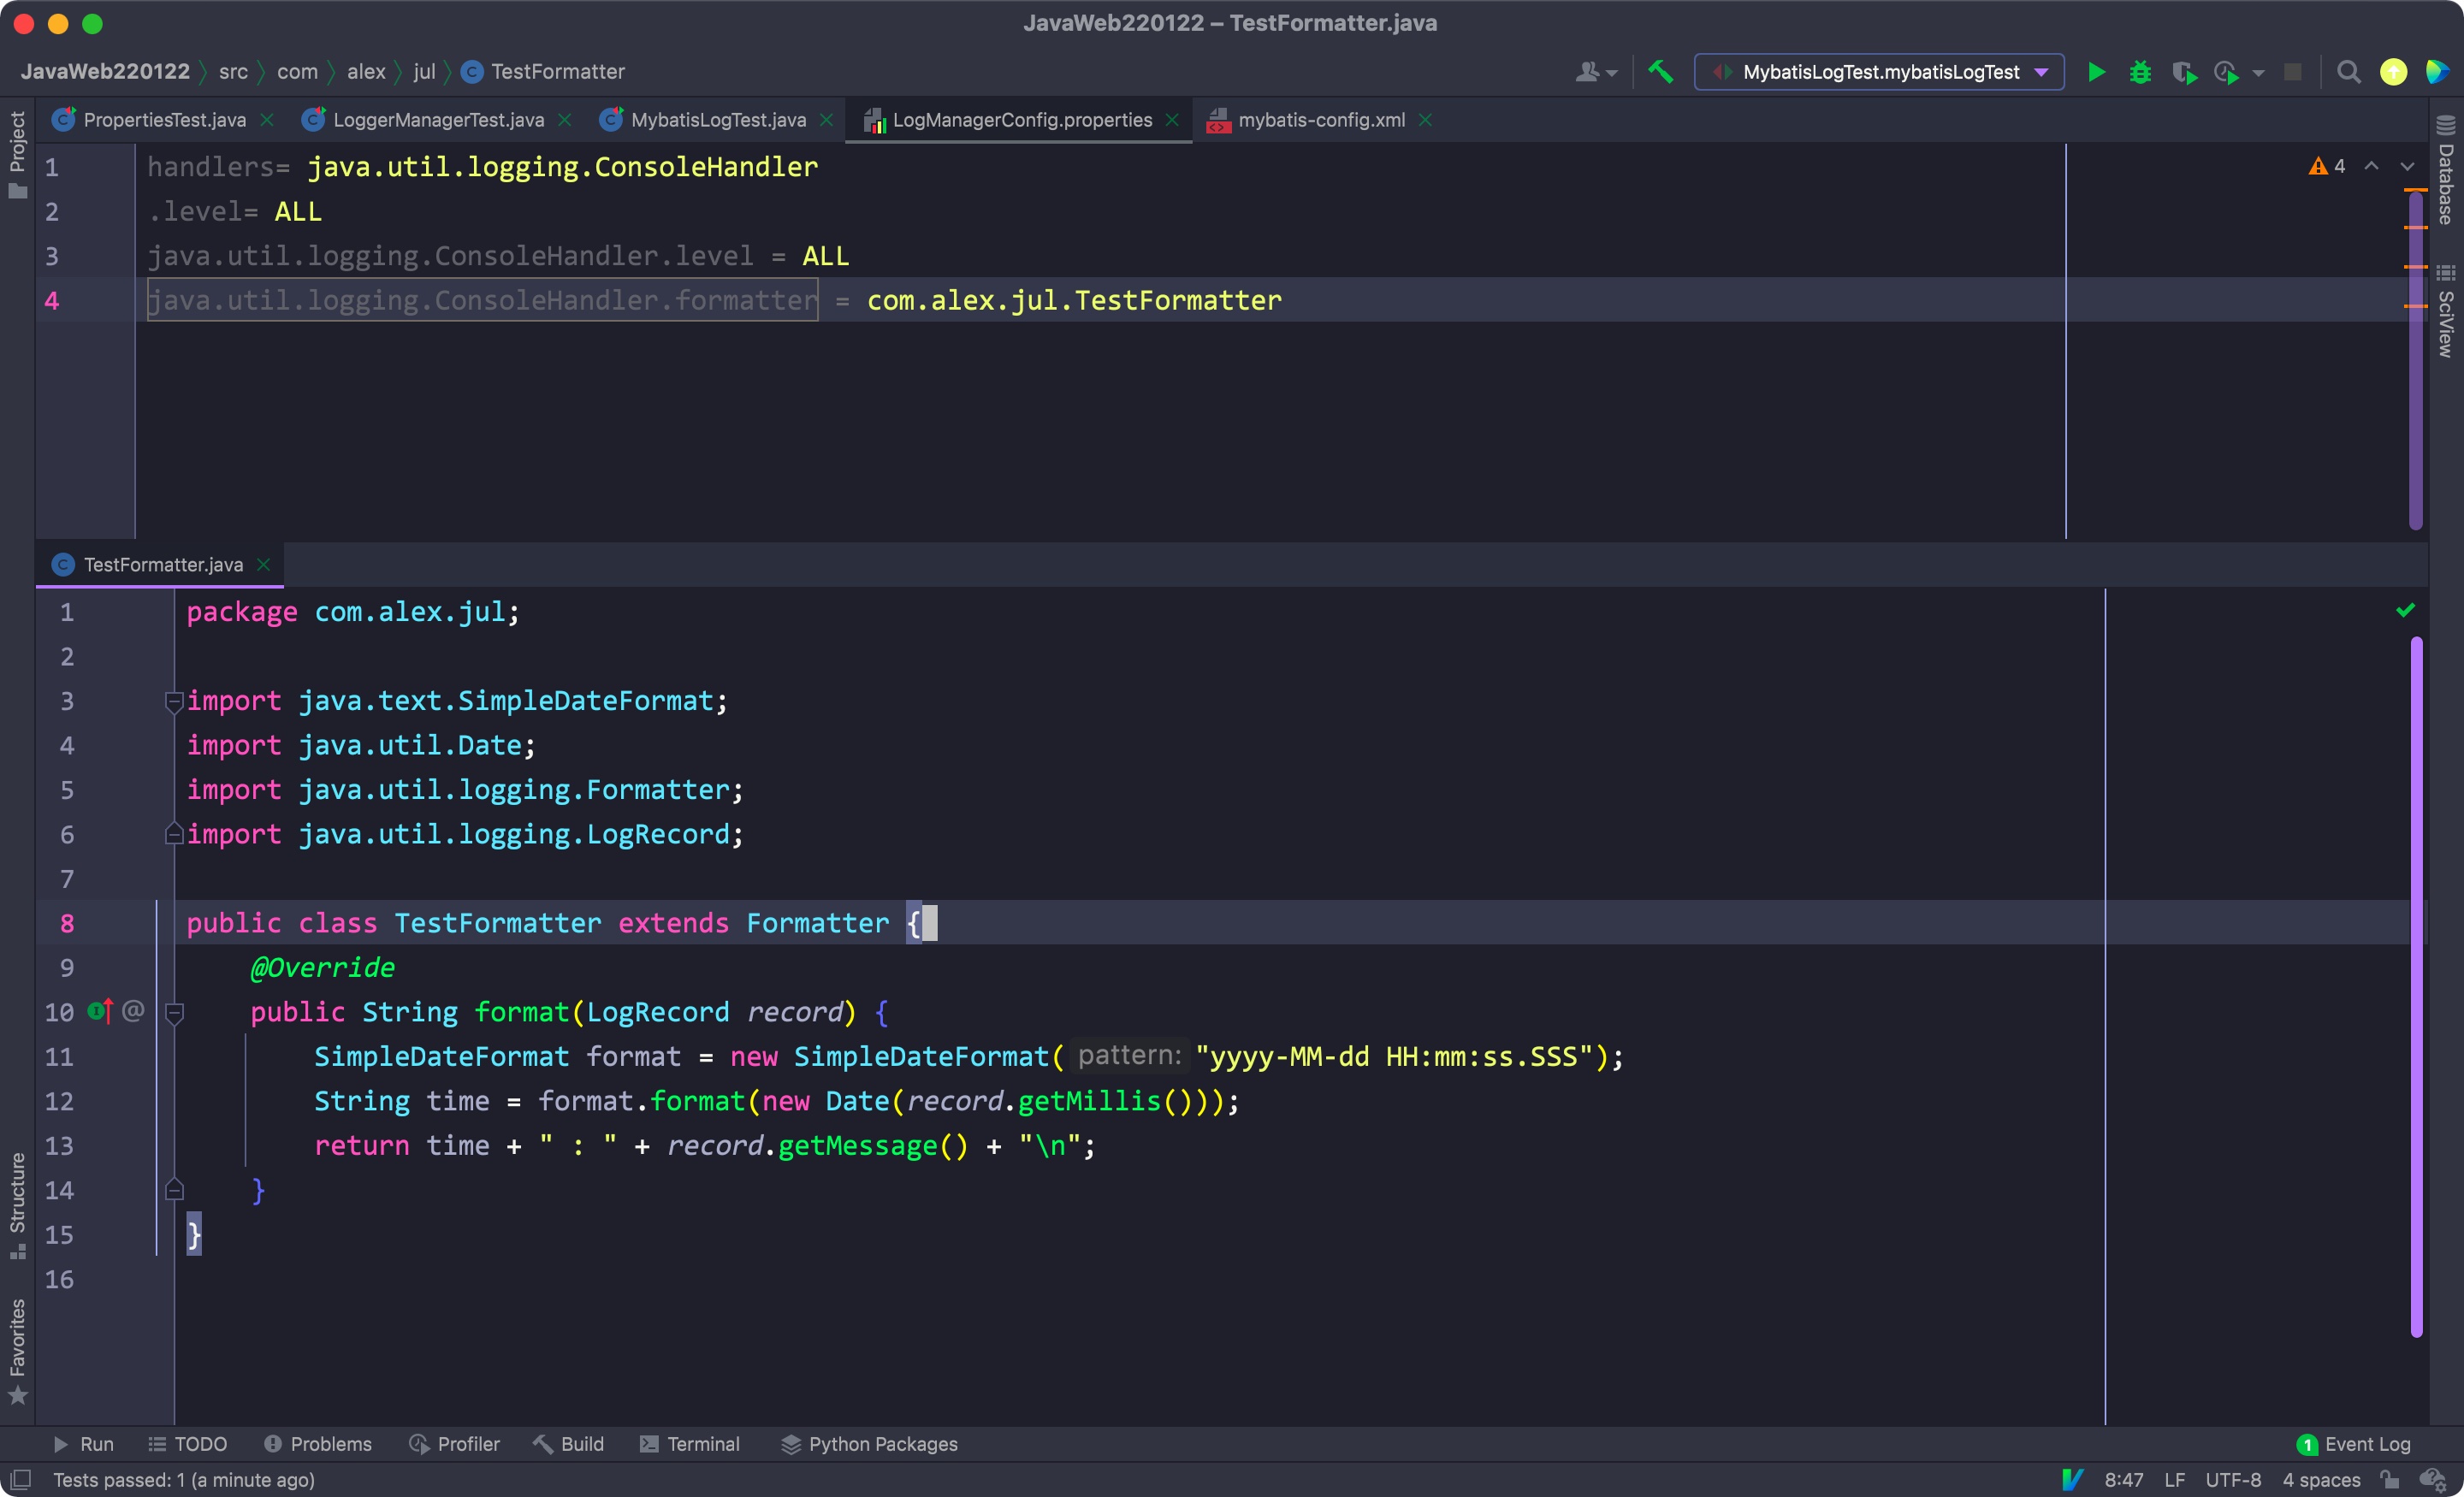 JavaWeb220122 – TestFormatter.java
JavaWeb220122 src com alex jul C TestFormatter
MybatisLogTest.mybatisLogTest
PropertiesTest.java LoggerManagerTest.java MybatisLogTest.java LogManagerConfig.properties mybatis-config.xml
Project
Database
SciView
1 handlers= java.util.logging.ConsoleHandler
4
2 .level= ALL
3 java.util.logging.ConsoleHandler.level = ALL
4 java.util.logging.ConsoleHandler.formatter = com.alex.jul.TestFormatter
C TestFormatter.java
1 package com.alex.jul;
2
3 import java.text.SimpleDateFormat;
4 import java.util.Date;
5 import java.util.logging.Formatter;
6 import java.util.logging.LogRecord;
7
8 public class TestFormatter extends Formatter {
9 @Override
10 @ public String format(LogRecord record) {
11 SimpleDateFormat format = new SimpleDateFormat( pattern: "yyyy-MM-dd HH:mm:ss.SSS");
12 String time = format.format(new Date(record.getMillis()));
13 return time + " : " + record.getMessage() + "\n";
14 }
15 }
16
Structure
Favorites
Run TODO Problems Profiler Build Terminal Python Packages 1 Event Log
Tests passed: 1 (a minute ago) 8:47 LF UTF-8 4 spaces